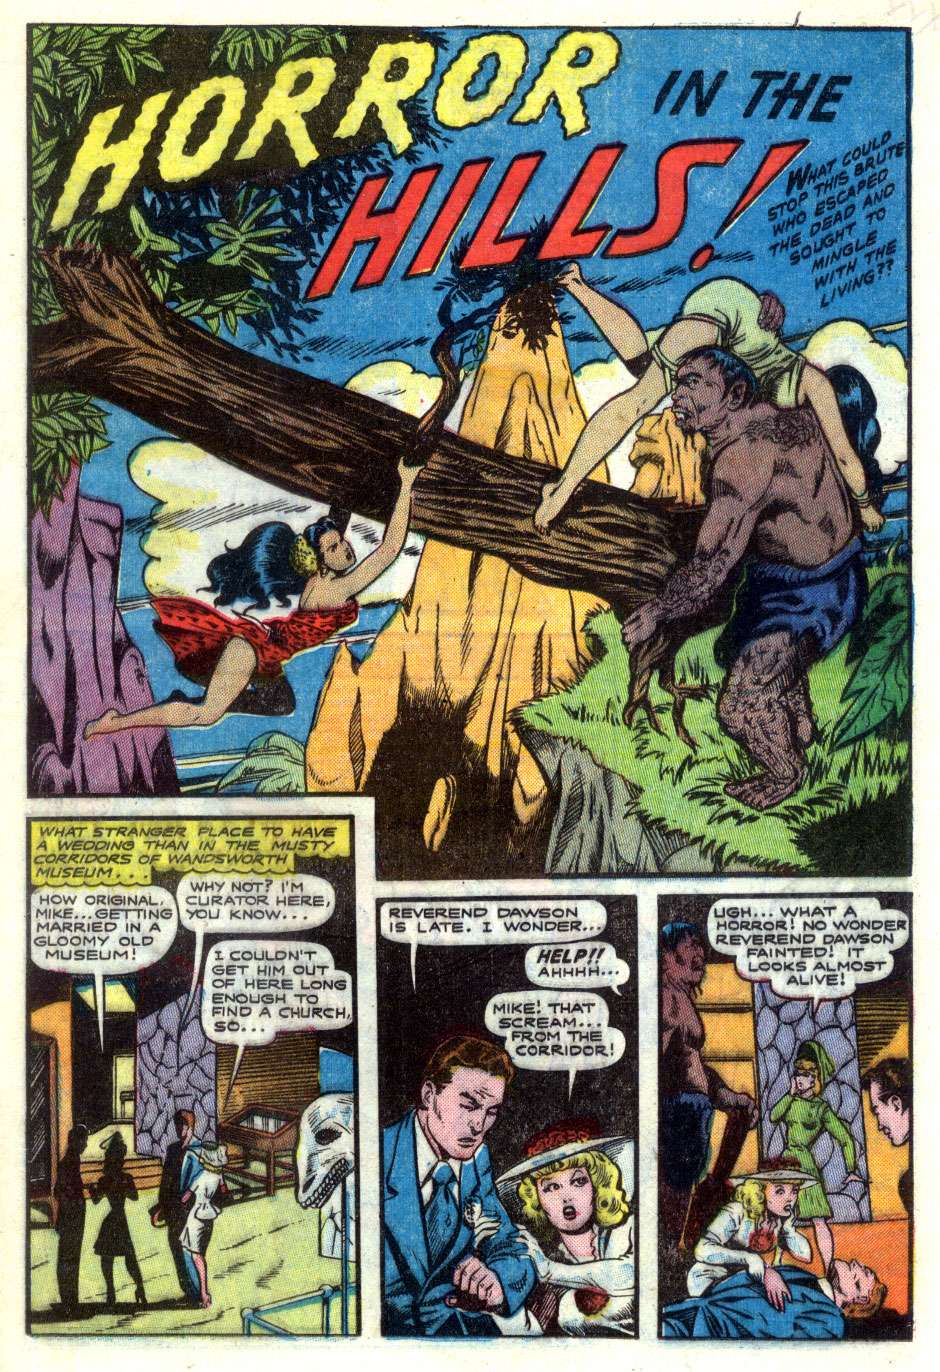 HORROR IN THE
HILLS!
WHAT COULD
STOP THIS BRUTE
WHO ESCAPED
THE DEAD AND
SOUGHT TO
MINGLE
WITH THE
LIVING??
WHAT STRANGER PLACE TO HAVE
A WEDDING THAN IN THE MUSTY
CORRIDORS OF WANDSWORTH
MUSEUM...
HOW ORIGINAL,
MIKE...GETTING
MARRIED IN A
GLOOMY OLD
MUSEUM!
WHY NOT? I'M
CURATOR HERE,
YOU KNOW...
I COULDN'T
GET HIM OUT
OF HERE LONG
ENOUGH TO
FIND A CHURCH,
SO...
REVEREND DAWSON
IS LATE. I WONDER...
HELP!!
AHHHH...
MIKE! THAT
SCREAM...
FROM THE
CORRIDOR!
UGH... WHAT A
HORROR! NO WONDER
REVEREND DAWSON
FAINTED! IT
LOOKS ALMOST
ALIVE!